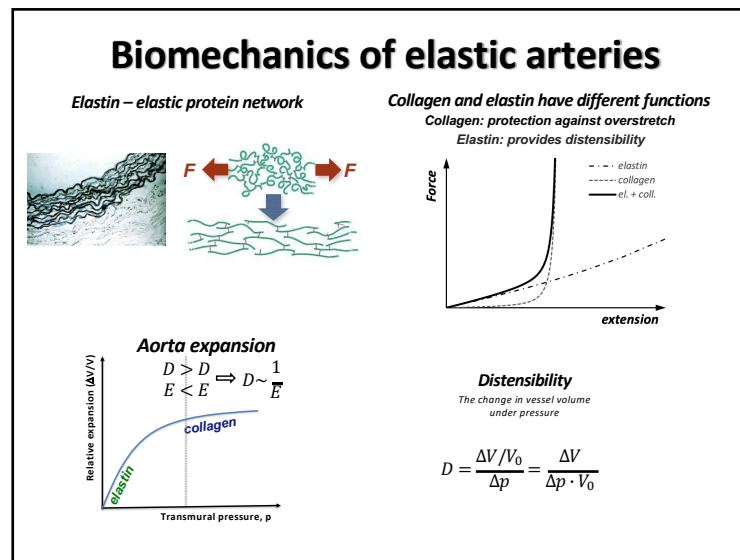 Biomechanics of elastic arteries
Elastin – elastic protein network
F
F
Collagen and elastin have different functions
Collagen: protection against overstretch
Elastin: provides distensibility
Force
elastin
collagen
el. + coll.
extension
Aorta expansion
D > D
E < E
⇨ D~ 1/E
Relative expansion (ΔV/V)
elastin
collagen
Transmural pressure, p
Distensibility
The change in vessel volume
under pressure
D = (ΔV/V₀)/Δp = ΔV/(Δp · V₀)